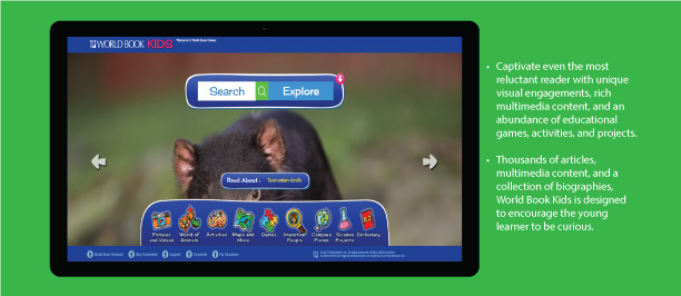 WORLD BOOK KIDS
Welcome to World Book Online!
Search
Explore
Read About -
Tasmanian devils
Pictures
and Videos
World of
Animals
Activities
Maps and
More
Games
Important
People
Compare
Places
Science
Projects
Dictionary
World Book Products
Support
• Captivate even the most
reluctant reader with unique
visual engagements, rich
multimedia content, and an
abundance of educational
games, activities, and projects.
• Thousands of articles,
multimedia content, and a
collection of biographies,
World Book Kids is designed
to encourage the young
learner to be curious.